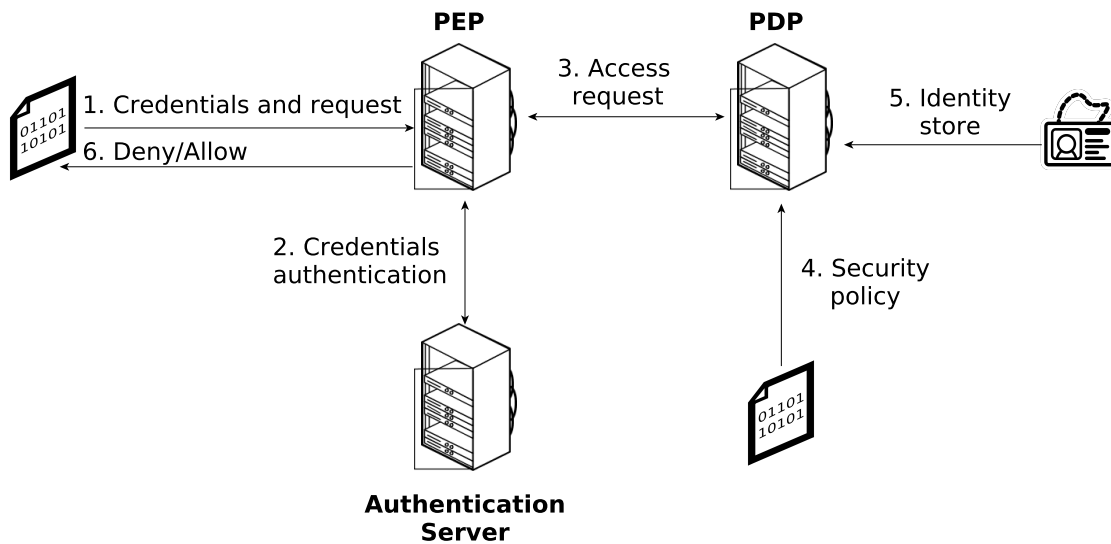 PEP
PDP
3. Access
request
1. Credentials and request
5. Identity
store
01101
10101
6. Deny/Allow
2. Credentials
authentication
4. Security
policy
01101
10101
Authentication
Server